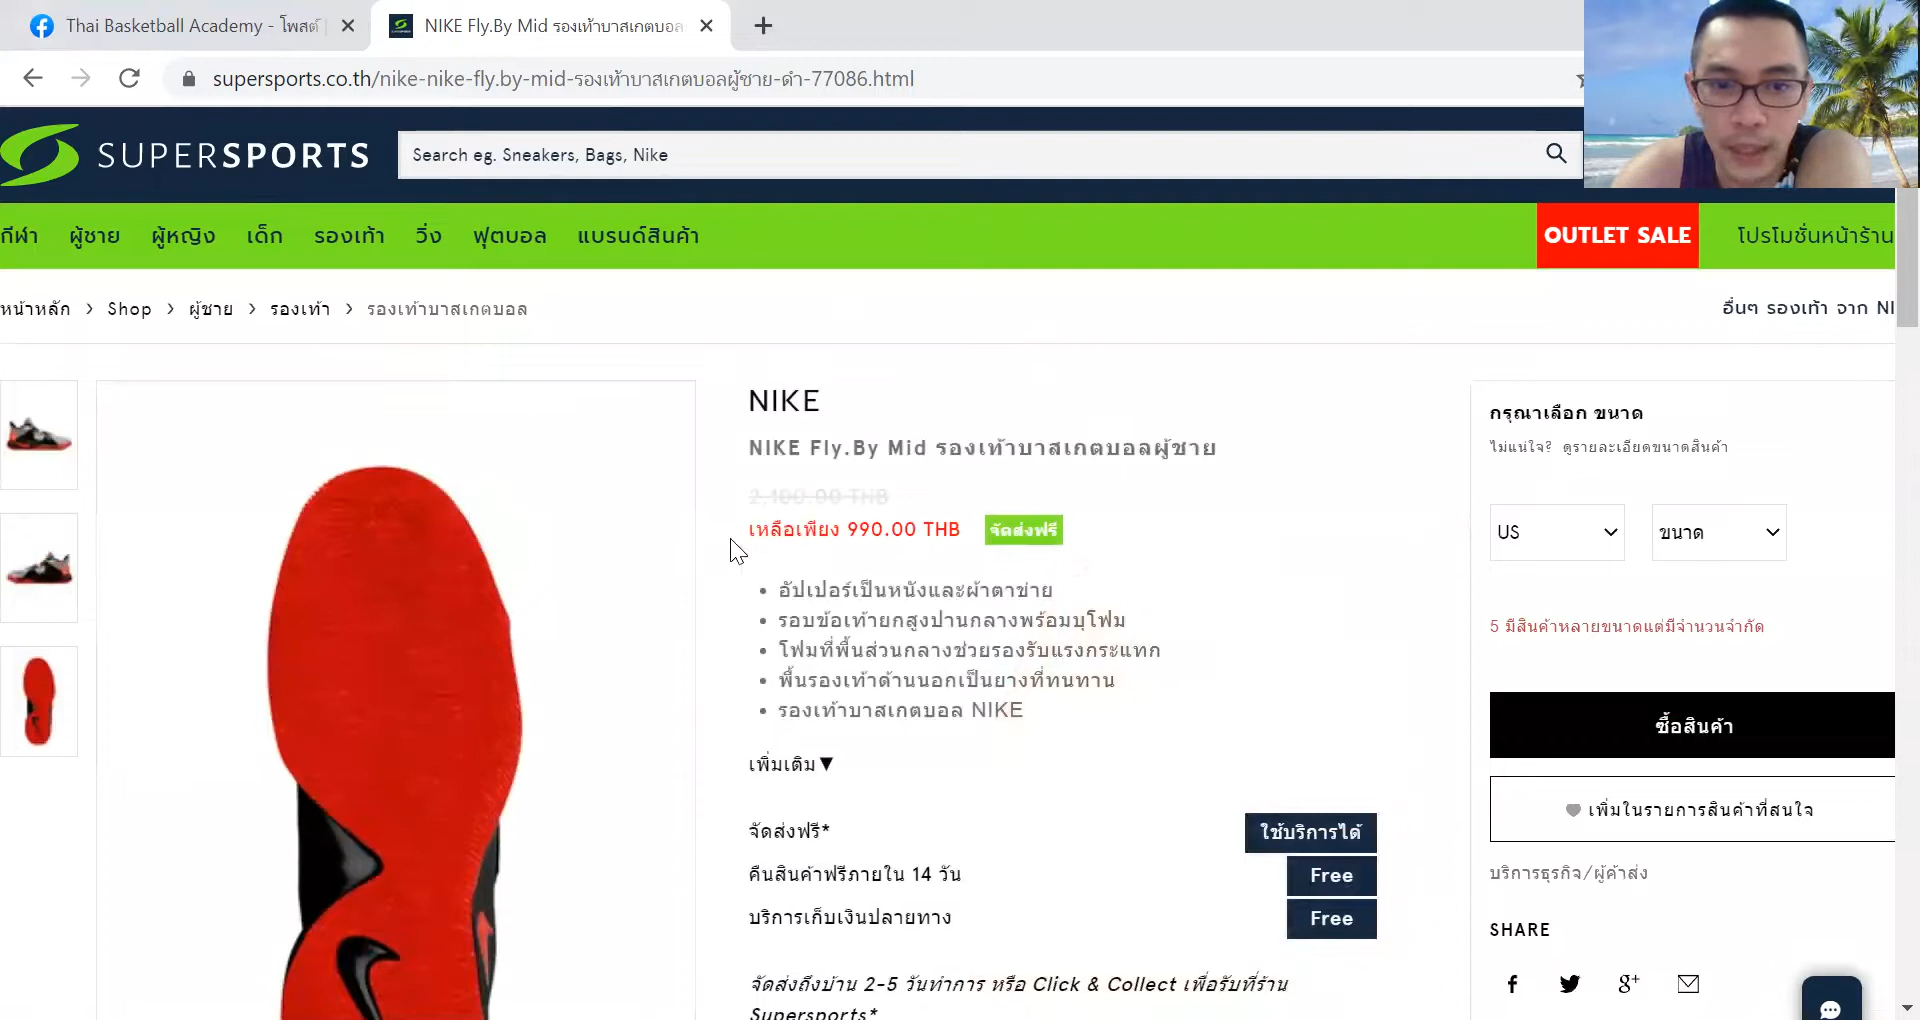 Thai Basketball Academy - โพสต์
NIKE Fly.By Mid รองเท้าบาสเกตบอล
supersports.co.th/nike-nike-fly.by-mid-รองเท้าบาสเกตบอลผู้ชาย-ดำ-77086.html
SUPERSPORTS
Search eg. Sneakers, Bags, Nike
กีฬา ผู้ชาย ผู้หญิง เด็ก รองเท้า วิ่ง ฟุตบอล แบรนด์สินค้า OUTLET SALE โปรโมชั่นหน้าร้าน
หน้าหลัก > Shop > ผู้ชาย > รองเท้า > รองเท้าบาสเกตบอล
อื่นๆ รองเท้า จาก NI
NIKE
NIKE Fly.By Mid รองเท้าบาสเกตบอลผู้ชาย
2,100.00 THB
เหลือเพียง 990.00 THB จัดส่งฟรี
• อัปเปอร์เป็นหนังและผ้าตาข่าย
• รอบข้อเท้ายกสูงปานกลางพร้อมบุโฟม
• โฟมที่พื้นส่วนกลางช่วยรองรับแรงกระแทก
• พื้นรองเท้าด้านนอกเป็นยางที่ทนทาน
• รองเท้าบาสเกตบอล NIKE
เพิ่มเติม▼
จัดส่งฟรี* ใช้บริการได้
คืนสินค้าฟรีภายใน 14 วัน Free
บริการเก็บเงินปลายทาง Free
จัดส่งถึงบ้าน 2-5 วันทำการ หรือ Click & Collect เพื่อรับที่ร้าน
Supersports*
กรุณาเลือก ขนาด
ไม่แน่ใจ? ดูรายละเอียดขนาดสินค้า
US ขนาด
5 มีสินค้าหลายขนาดแต่มีจำนวนจำกัด
ซื้อสินค้า
เพิ่มในรายการสินค้าที่สนใจ
บริการธุรกิจ/ผู้ค้าส่ง
SHARE